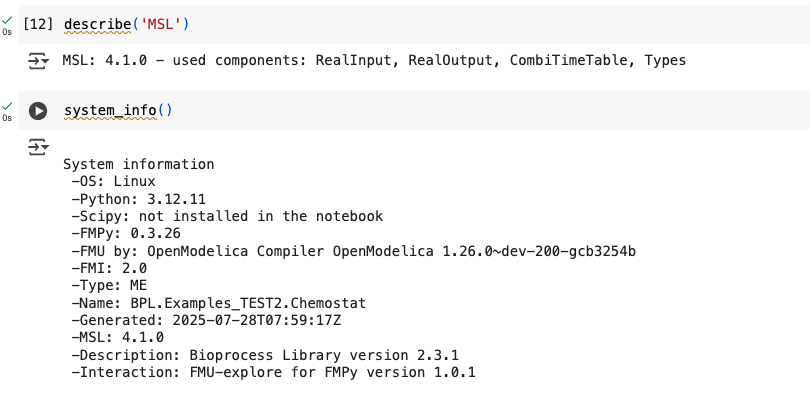 [12] describe('MSL')
0s
MSL: 4.1.0 – used components: RealInput, RealOutput, CombiTimeTable, Types
system_info()
0s
System information
-OS: Linux
-Python: 3.12.11
-Scipy: not installed in the notebook
-FMPy: 0.3.26
-FMU by: OpenModelica Compiler OpenModelica 1.26.0~dev-200-gcb3254b
-FMI: 2.0
-Type: ME
-Name: BPL.Examples_TEST2.Chemostat
-Generated: 2025-07-28T07:59:17Z
-MSL: 4.1.0
-Description: Bioprocess Library version 2.3.1
-Interaction: FMU-explore for FMPy version 1.0.1